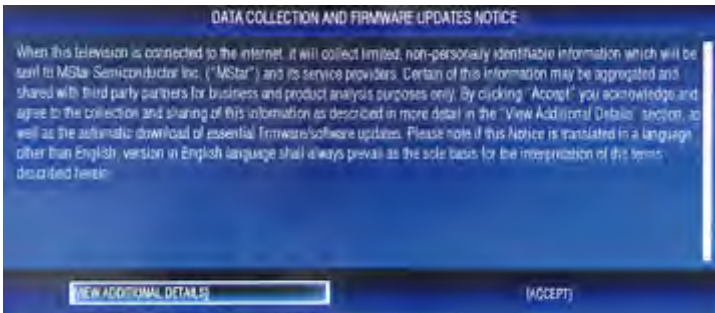 DATA COLLECTION AND FIRMWARE UPDATES NOTICE
When this television is connected to the internet, it will collect limited, non-personally identifiable information which will be
sent to MStar Semiconductor Inc. ("MStar") and its service providers. Certain of this information may be aggregated and
shared with third party partners for business and product analysis purposes only. By clicking "Accept" you acknowledge and
agree to the collection and sharing of this information as described in more detail in the "View Additional Details" section, as
well as the automatic download of essential firmware/software updates. Please note if this Notice is translated in a language
other than English, version in English language shall always prevail as the sole basis for the interpretation of the terms
described herein
[VIEW ADDITIONAL DETAILS]
[ACCEPT]